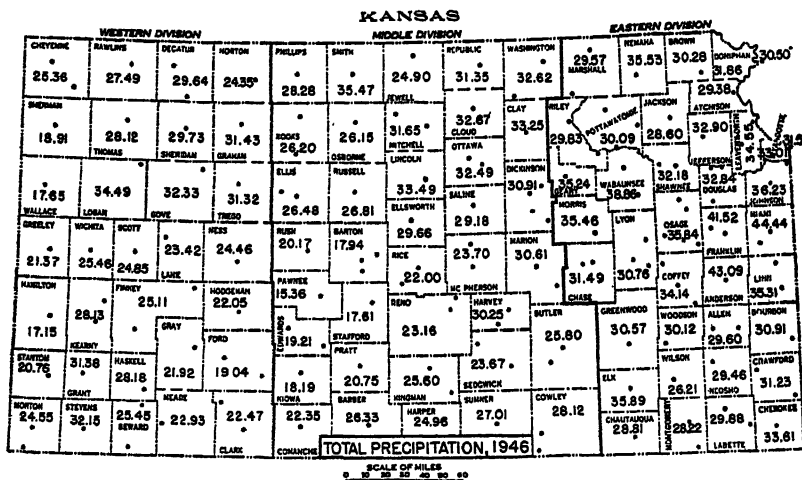 KANSAS
WESTERN DIVISION MIDDLE DIVISION EASTERN DIVISION
CHEYENNE RAWLINS DECATUR NORTON PHILLIPS SMITH REPUBLIC WASHINGTON NEMAHA BROWN DONIPHAN
25.36 27.49 29.64 24.35 28.28 35.47 24.90 31.35 32.62 29.57 35.53 30.28 31.86 30.50
JEWELL MARSHALL
SHERMAN ROOKS CLAY RILEY POTTAWATOMIE JACKSON 29.38 ATCHISON
18.91 28.12 29.73 31.43 26.20 26.15 31.65 32.67 33.25 29.83 30.09 28.60 32.90 34.55
THOMAS SHERIDAN GRAHAM OSBORNE MITCHELL CLOUD JEFFERSON LEAVENWORTH
ELLIS RUSSELL LINCOLN OTTAWA DICKINSON GEARY WABAUNSEE SHAWNEE DOUGLAS JOHNSON
17.65 34.49 32.33 31.32 26.48 26.81 33.49 32.49 30.91 35.24 38.86 32.18 32.84 36.23
WALLACE LOGAN GOVE TREGO
ELLSWORTH SALINE MORRIS LYON OSAGE MIAMI
29.66 29.18 35.46 35.84 41.52 44.44
FRANKLIN
GREELEY WICHITA SCOTT NESS RUSH BARTON RICE MARION COFFEY LINN
21.37 25.46 24.85 23.42 24.46 20.17 17.94 22.00 23.70 30.61 31.49 30.76 34.14 43.09 35.31
LANE MC PHERSON CHASE ANDERSON
HAMILTON FINNEY HODGEMAN PAWNEE RENO HARVEY BUTLER GREENWOOD WOODSON ALLEN BOURBON
17.15 28.13 25.11 22.05 15.36 17.61 23.16 30.25 25.80 30.57 30.12 29.60 30.91
KEARNY STAFFORD
GRAY FORD EDWARDS PRATT SEDGWICK ELK WILSON NEOSHO CRAWFORD
STANTON HASKELL
20.76 31.38 28.18 21.92 19.04 19.21 18.19 20.75 25.60 23.67 35.89 26.21 29.46 31.23
GRANT KIOWA KINGMAN
MORTON STEVENS MEADE BARBER HARPER SUMNER COWLEY CHAUTAUQUA MONTGOMERY CHEROKEE
24.55 32.15 25.45 22.93 22.47 22.35 26.33 24.96 27.01 28.12 28.81 28.22 29.88 33.61
SEWARD CLARK COMANCHE LABETTE
TOTAL PRECIPITATION, 1946
SCALE OF MILES
0 10 20 30 40 50 60